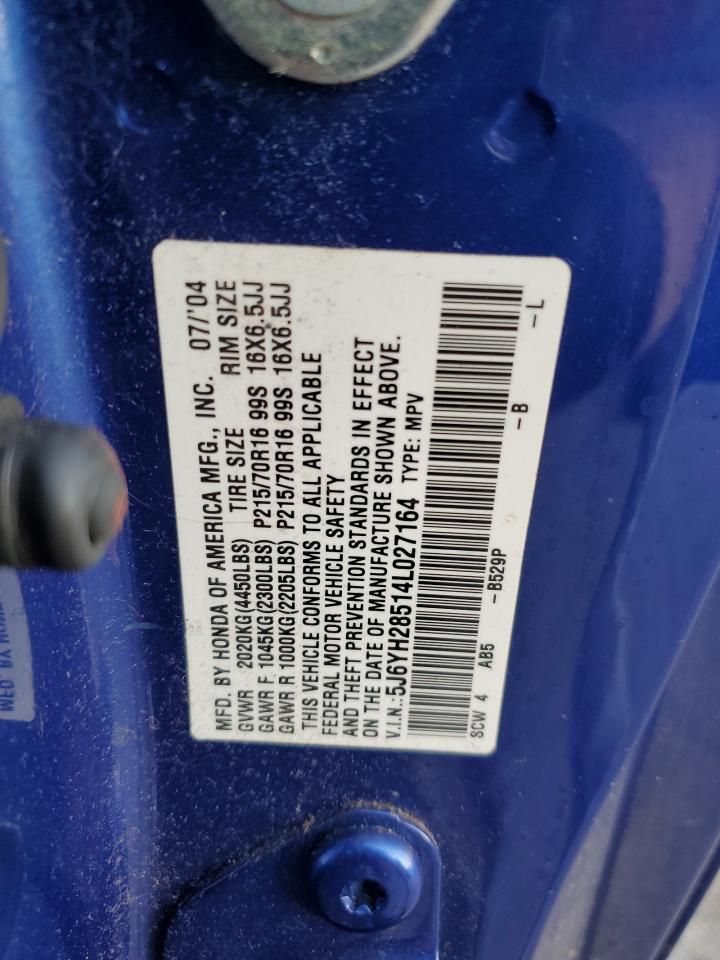 MFD. BY HONDA OF AMERICA MFG., INC. 07/'04
GVWR 2020KG(4450LBS) TIRE SIZE RIM SIZE
GAWR F 1045KG(2300LBS) P215/70R16 99S 16X6.5JJ
GAWR R 1000KG(2205LBS) P215/70R16 99S 16X6.5JJ
THIS VEHICLE CONFORMS TO ALL APPLICABLE
FEDERAL MOTOR VEHICLE SAFETY
AND THEFT PREVENTION STANDARDS IN EFFECT
ON THE DATE OF MANUFACTURE SHOWN ABOVE.
V.I.N.:5J6YH28514L027164 TYPE: MPV
SCW 4 AB5 -B529P -B -L